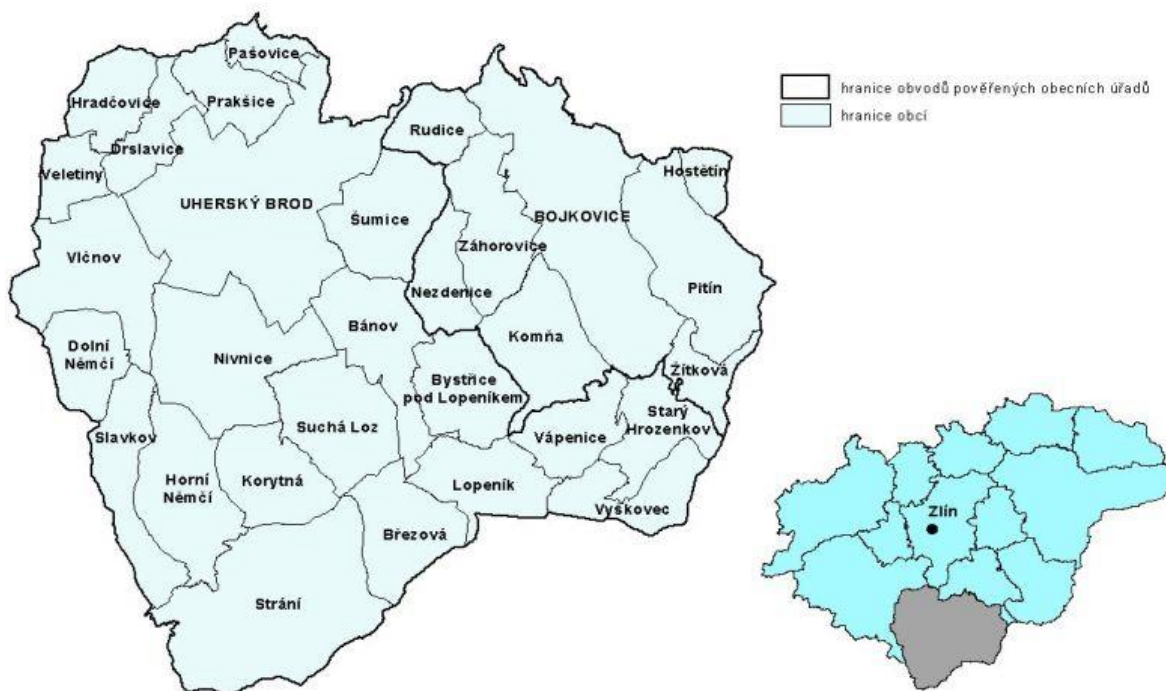 Pašovice
Hradčovice
Prakšice
Drslavice
Rudice
Veletiny
Hostětín
UHERSKÝ BROD
Šumice
BOJKOVICE
Vlčnov
Záhorovice
Nezdenice
Pitín
Dolní
Němčí
Nivnice
Bánov
Komňa
Žítková
Bystřice
pod Lopeníkem
Starý
Hrozenkov
Slavkov
Suchá Loz
Vápenice
Horní
Němčí
Korytná
Lopeník
Vyškovec
Březová
Strání
hranice obvodů pověřených obecních úřadů
hranice obcí
Zlín